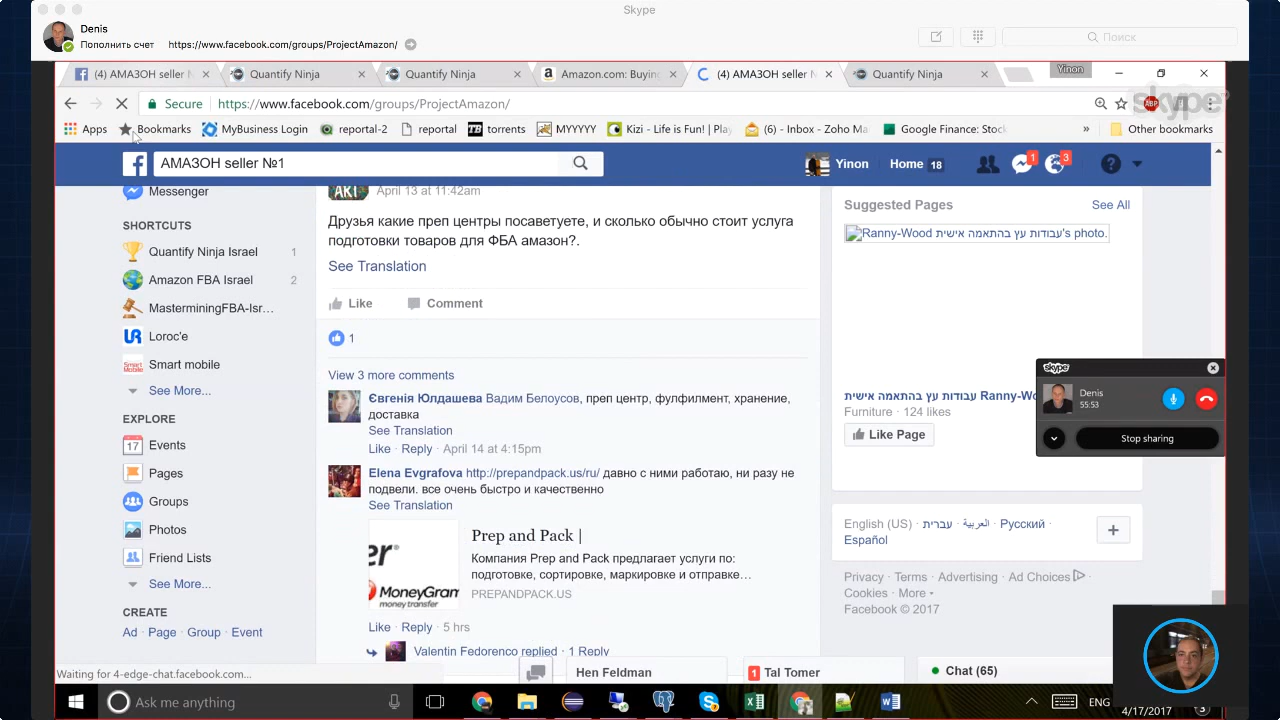 Skype
Denis
Пополнить счет https://www.facebook.com/groups/ProjectAmazon/
Поиск
(4) АМАЗОН seller №
Quantify Ninja
Quantify Ninja
Amazon.com: Buying
(4) АМАЗОН seller №
Quantify Ninja
Yinon
Secure https://www.facebook.com/groups/ProjectAmazon/
ABP
skype
Apps Bookmarks MyBusiness Login reportal-2 reportal torrents MYYYYY Kizi - Life is Fun! | Play (6) - Inbox - Zoho Ma Google Finance: Stock » Other bookmarks
АМАЗОН seller №1
Yinon Home 18 1 3
Messenger
SHORTCUTS
Quantify Ninja Israel 1
Amazon FBA Israel 2
MasterminingFBA-Isr...
Loroc'e
Smart mobile
See More...
EXPLORE
Events
Pages
Groups
Photos
Friend Lists
See More...
CREATE
Ad · Page · Group · Event
April 13 at 11:42am
Друзья какие преп центры посаветуете, и сколько обычно стоит услуга
подготовки товаров для ФБА амазон?.
See Translation
Like Comment
1
View 3 more comments
Євгенія Юлдашева Вадим Белоусов, преп центр, фулфилмент, хранение,
доставка
See Translation
Like · Reply · April 14 at 4:15pm
Elena Evgrafova http://prepandpack.us/ru/ давно с ними работаю, ни разу не
подвели. все очень быстро и качественно
See Translation
MoneyGram
money transfer
Prep and Pack |
Компания Prep and Pack предлагает услуги по:
подготовке, сортировке, маркировке и отправке...
PREPANDPACK.US
Like · Reply · 5 hrs
Valentin Fedorenco replied · 1 Reply
Suggested Pages See All
Ranny-Wood עבודות עץ בהתאמה אישית's photo.
עבודות עץ בהתאמה אישית Ranny-Wo
Furniture · 124 likes
Like Page
skype
Denis
55:53
Stop sharing
English (US) · עברית · العربية · Русский ·
Español
Privacy · Terms · Advertising · Ad Choices ·
Cookies · More
Facebook © 2017
Waiting for 4-edge-chat.facebook.com...
Hen Feldman
1 Tal Tomer
Chat (65)
Ask me anything
ENG
4/17/2017
3